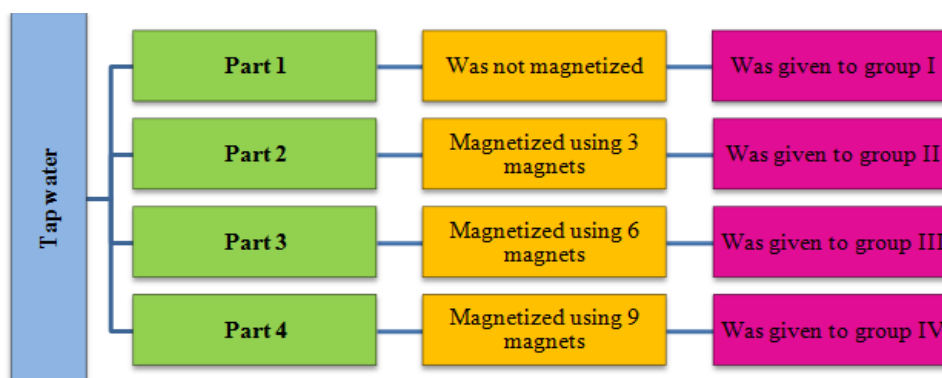 Tap water
Part 1
Was not magnetized
Was given to group I
Part 2
Magnetized using 3
magnets
Was given to group II
Part 3
Magnetized using 6
magnets
Was given to group III
Part 4
Magnetized using 9
magnets
Was given to group IV